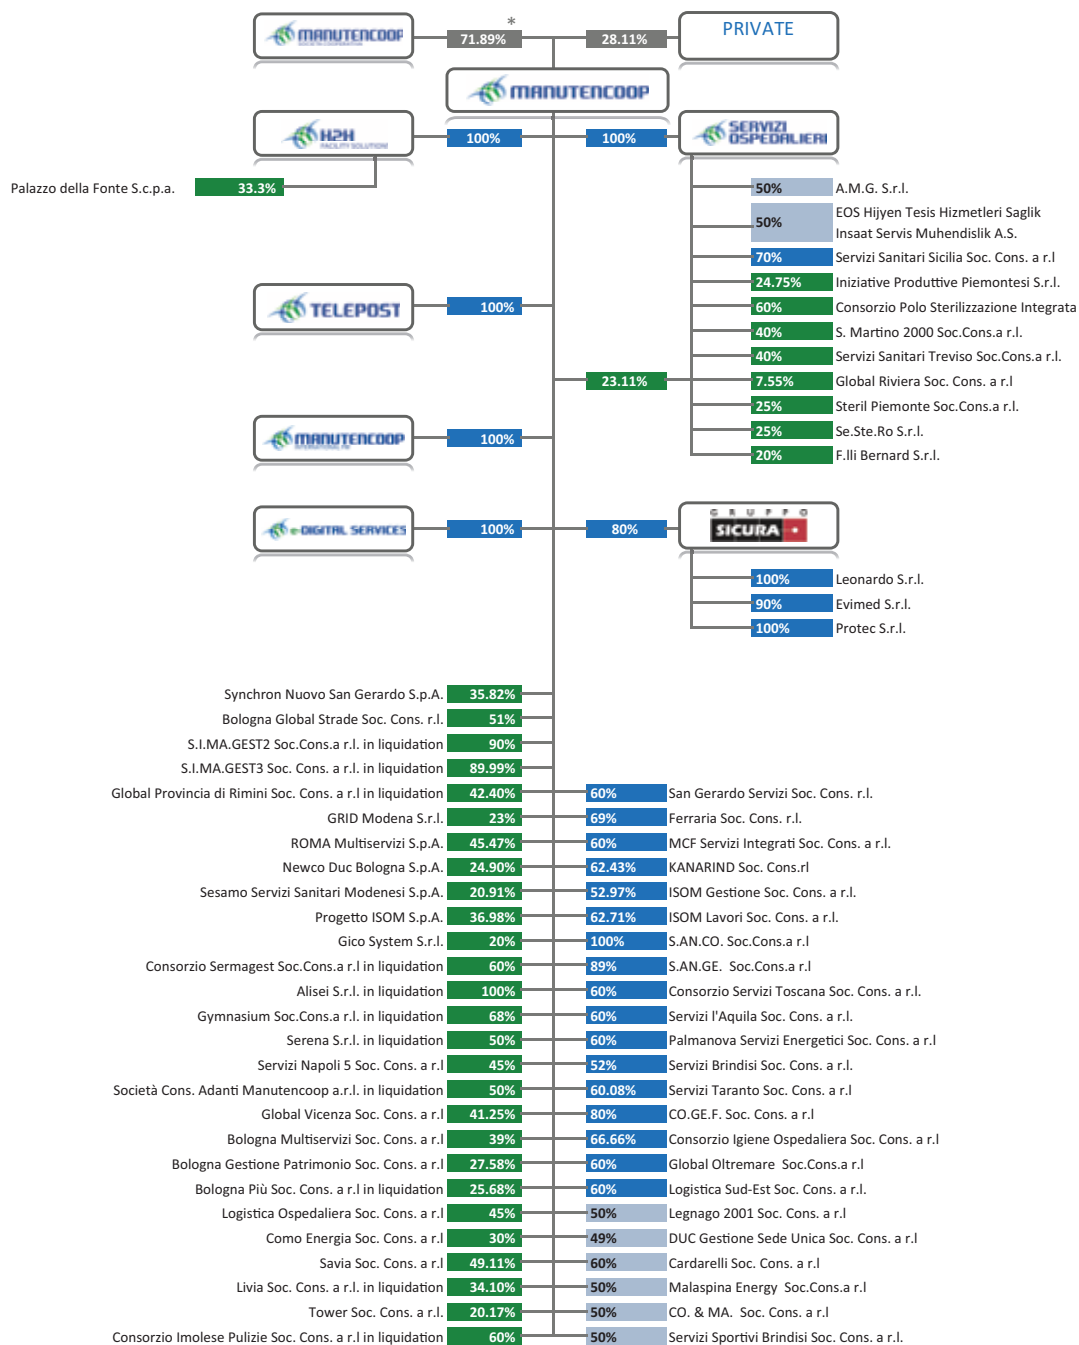 *
MANUTENCOOP
SOCIETÀ COOPERATIVA
71.89%
28.11%
PRIVATE
MANUTENCOOP
H2H
FACILITY SOLUTIONS
100%
100%
SERVIZI
OSPEDALIERI
Palazzo della Fonte S.c.p.a.
33.3%
50%
A.M.G. S.r.l.
50%
EOS Hijyen Tesis Hizmetleri Saglik
Insaat Servis Muhendislik A.S.
70%
Servizi Sanitari Sicilia Soc. Cons. a r.l
24.75%
Iniziative Produttive Piemontesi S.r.l.
TELEPOST
100%
60%
Consorzio Polo Sterilizzazione Integrata
40%
S. Martino 2000 Soc.Cons.a r.l.
40%
Servizi Sanitari Treviso Soc.Cons.a r.l.
23.11%
7.55%
Global Riviera Soc. Cons. a r.l
25%
Steril Piemonte Soc.Cons.a r.l.
25%
Se.Ste.Ro S.r.l.
MANUTENCOOP
INTERNATIONAL FM
100%
20%
F.lli Bernard S.r.l.
e-DIGITAL SERVICES
100%
80%
GRUPPO
SICURA
100%
Leonardo S.r.l.
90%
Evimed S.r.l.
100%
Protec S.r.l.
Synchron Nuovo San Gerardo S.p.A.
35.82%
Bologna Global Strade Soc. Cons. r.l.
51%
S.I.MA.GEST2 Soc.Cons.a r.l. in liquidation
90%
S.I.MA.GEST3 Soc. Cons. a r.l. in liquidation
89.99%
Global Provincia di Rimini Soc. Cons. a r.l in liquidation
42.40%
60%
San Gerardo Servizi Soc. Cons. r.l.
GRID Modena S.r.l.
23%
69%
Ferraria Soc. Cons. r.l.
ROMA Multiservizi S.p.A.
45.47%
60%
MCF Servizi Integrati Soc. Cons. a r.l.
Newco Duc Bologna S.p.A.
24.90%
62.43%
KANARIND Soc. Cons.rl
Sesamo Servizi Sanitari Modenesi S.p.A.
20.91%
52.97%
ISOM Gestione Soc. Cons. a r.l.
Progetto ISOM S.p.A.
36.98%
62.71%
ISOM Lavori Soc. Cons. a r.l.
Gico System S.r.l.
20%
100%
S.AN.CO. Soc.Cons.a r.l
Consorzio Sermagest Soc.Cons.a r.l in liquidation
60%
89%
S.AN.GE. Soc.Cons.a r.l
Alisei S.r.l. in liquidation
100%
60%
Consorzio Servizi Toscana Soc. Cons. a r.l.
Gymnasium Soc.Cons.a r.l. in liquidation
68%
60%
Servizi l'Aquila Soc. Cons. a r.l.
Serena S.r.l. in liquidation
50%
60%
Palmanova Servizi Energetici Soc. Cons. a r.l
Servizi Napoli 5 Soc. Cons. a r.l
45%
52%
Servizi Brindisi Soc. Cons. a r.l.
Società Cons. Adanti Manutencoop a.r.l. in liquidation
50%
60.08%
Servizi Taranto Soc. Cons. a r.l
Global Vicenza Soc. Cons. a r.l
41.25%
80%
CO.GE.F. Soc. Cons. a r.l
Bologna Multiservizi Soc. Cons. a r.l
39%
66.66%
Consorzio Igiene Ospedaliera Soc. Cons. a r.l
Bologna Gestione Patrimonio Soc. Cons. a r.l
27.58%
60%
Global Oltremare Soc.Cons.a r.l
Bologna Più Soc. Cons. a r.l in liquidation
25.68%
60%
Logistica Sud-Est Soc. Cons. a r.l.
Logistica Ospedaliera Soc. Cons. a r.l
45%
50%
Legnago 2001 Soc. Cons. a r.l
Como Energia Soc. Cons. a r.l
30%
49%
DUC Gestione Sede Unica Soc. Cons. a r.l
Savia Soc. Cons. a r.l
49.11%
60%
Cardarelli Soc. Cons. a r.l
Livia Soc. Cons. a r.l. in liquidation
34.10%
50%
Malaspina Energy Soc.Cons.a r.l
Tower Soc. Cons. a r.l.
20.17%
50%
CO. & MA. Soc. Cons. a r.l
Consorzio Imolese Pulizie Soc. Cons. a r.l in liquidation
60%
50%
Servizi Sportivi Brindisi Soc. Cons. a r.l.